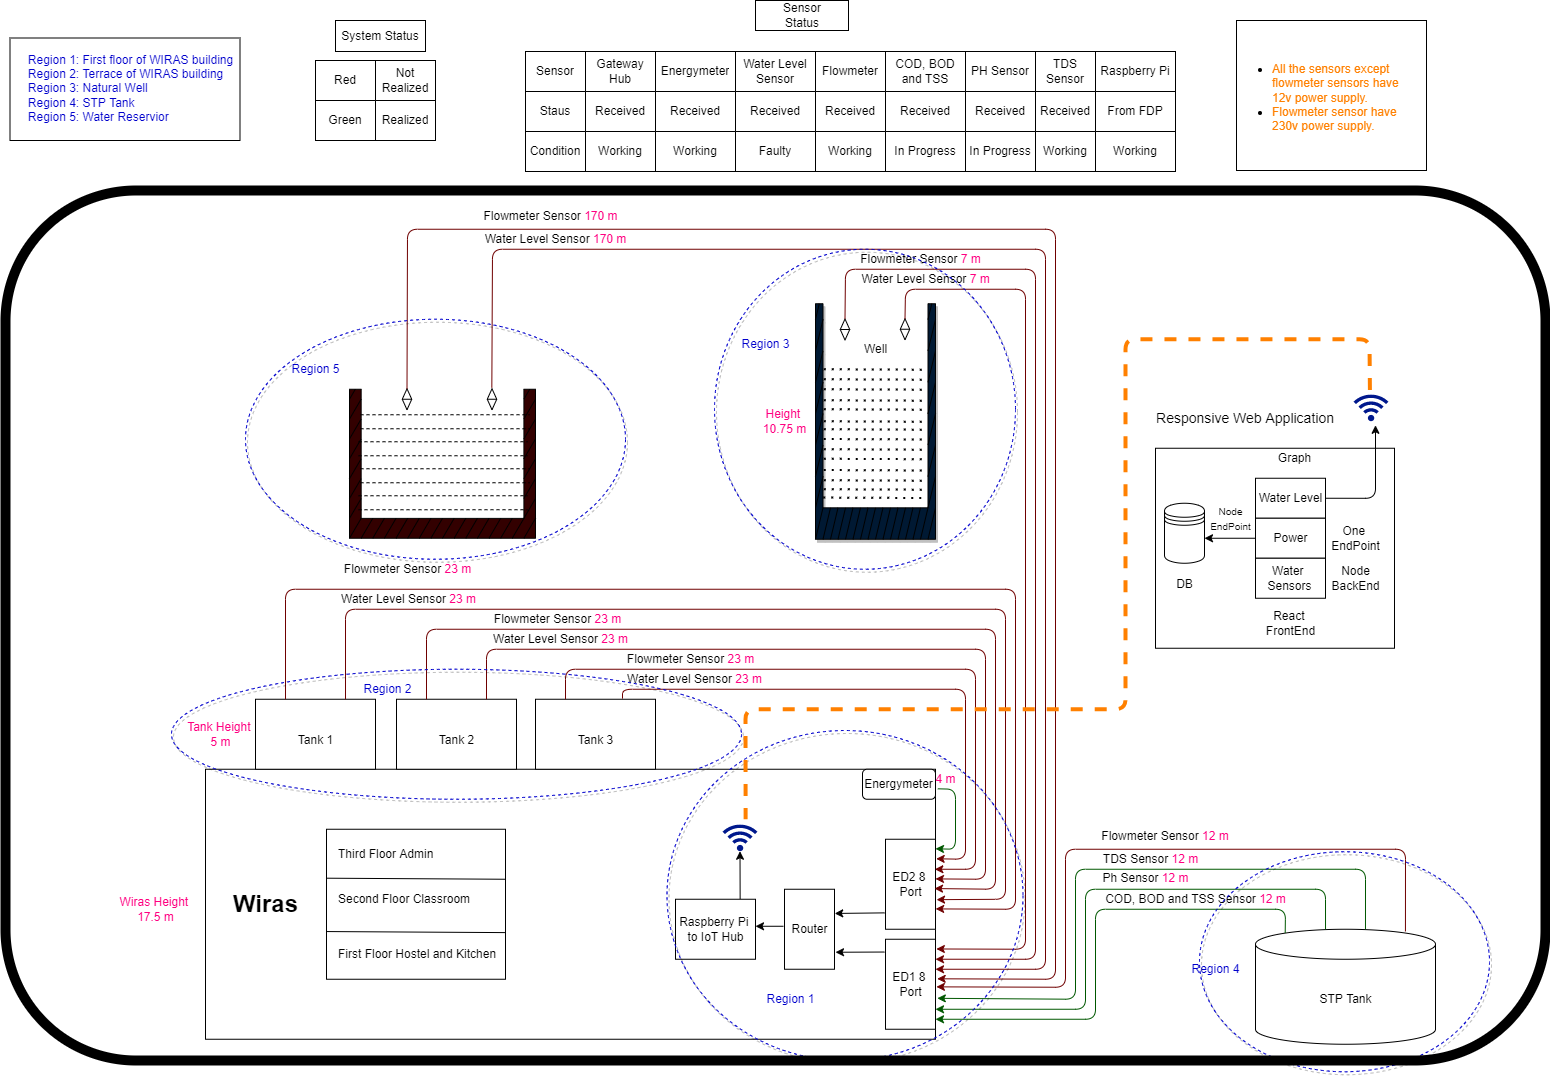 Sensor
Status
System Status
Region 1: First floor of WIRAS building
Region 2: Terrace of WIRAS building
Region 3: Natural Well
Region 4: STP Tank
Region 5: Water Reservior
Red
Not
Realized
Green
Realized
Sensor
Gateway
Hub
Energymeter
Water Level
Sensor
Flowmeter
COD, BOD
and TSS
PH Sensor
TDS
Sensor
Raspberry Pi
Staus
Received
Received
Received
Received
Received
Received
Received
From FDP
Condition
Working
Working
Faulty
Working
In Progress
In Progress
Working
Working
All the sensors except
flowmeter sensors have
12v power supply.
Flowmeter sensor have
230v power supply.
Flowmeter Sensor 170 m
Water Level Sensor 170 m
Flowmeter Sensor 7 m
Water Level Sensor 7 m
Region 3
Well
Region 5
Height
10.75 m
Responsive Web Application
Graph
Water Level
Node
EndPoint
Power
One
EndPoint
Water
Sensors
Node
BackEnd
DB
React
FrontEnd
Flowmeter Sensor 23 m
Water Level Sensor 23 m
Flowmeter Sensor 23 m
Water Level Sensor 23 m
Flowmeter Sensor 23 m
Water Level Sensor 23 m
Region 2
Tank Height
5 m
Tank 1
Tank 2
Tank 3
Energymeter
4 m
Third Floor Admin
Second Floor Classroom
First Floor Hostel and Kitchen
Wiras Height
17.5 m
Wiras
ED2 8
Port
Raspberry Pi
to IoT Hub
Router
ED1 8
Port
Region 1
Flowmeter Sensor 12 m
TDS Sensor 12 m
Ph Sensor 12 m
COD, BOD and TSS Sensor 12 m
Region 4
STP Tank